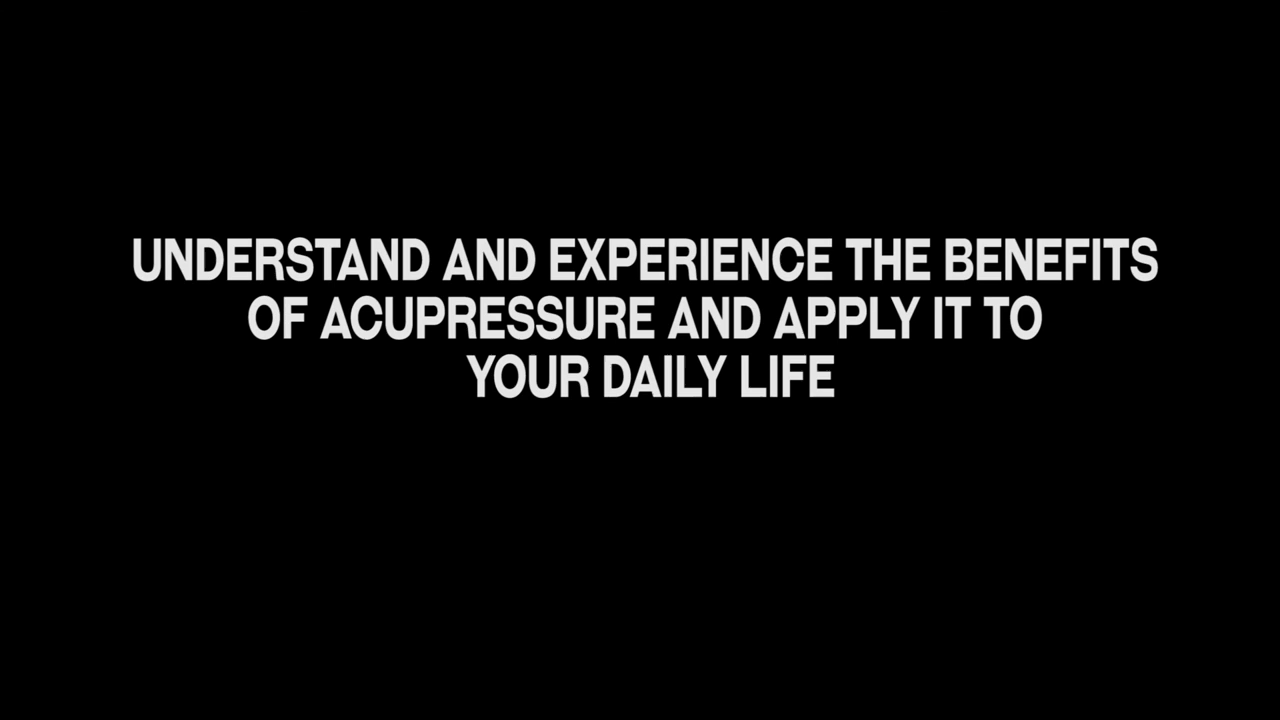 UNDERSTAND AND EXPERIENCE THE BENEFITS
OF ACUPRESSURE AND APPLY IT TO
YOUR DAILY LIFE